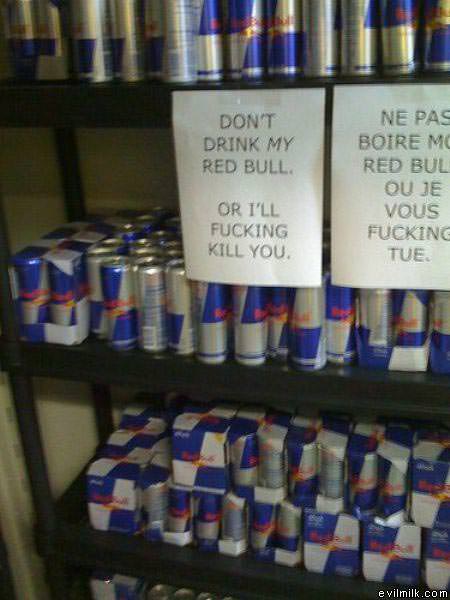 DON'T
DRINK MY
RED BULL.
OR I'LL
FUCKING
KILL YOU.
NE PAS
BOIRE MO
RED BUL
OU JE
VOUS
FUCKING
TUE.
evilmilk.com